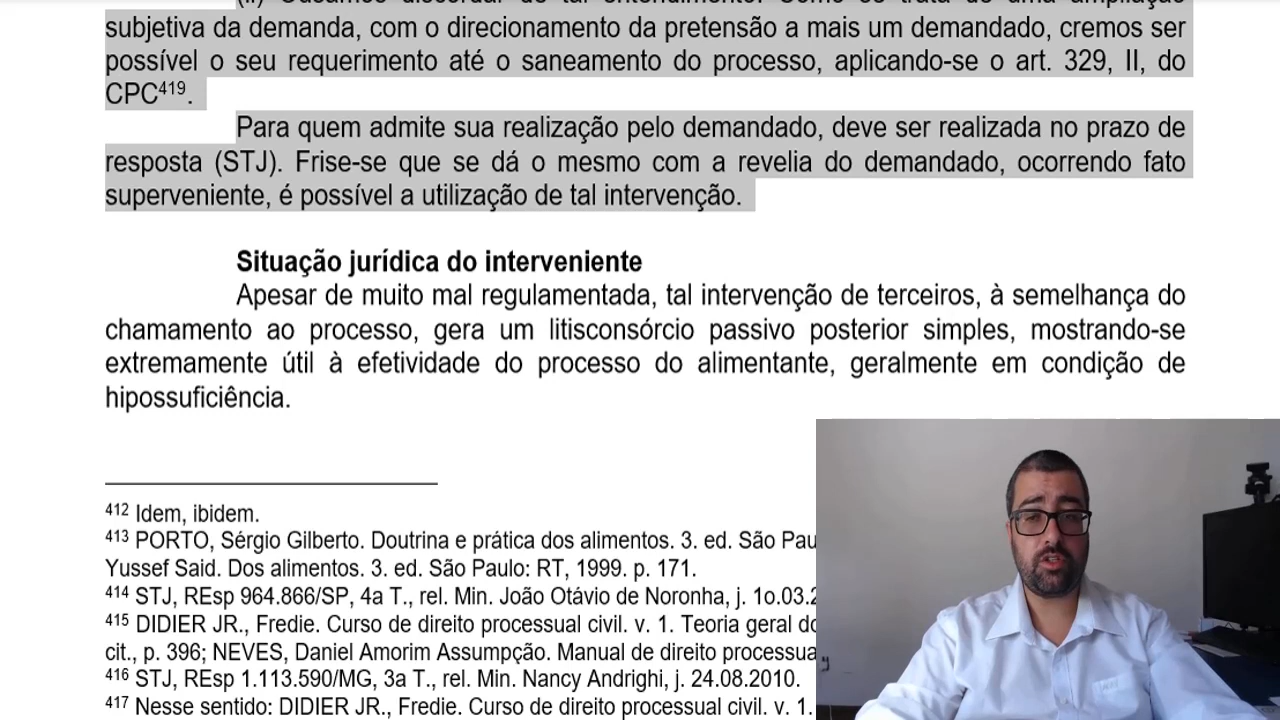 subjetiva da demanda, com o direcionamento da pretensão a mais um demandado, cremos ser
possível o seu requerimento até o saneamento do processo, aplicando-se o art. 329, II, do
CPC⁴¹⁹.
Para quem admite sua realização pelo demandado, deve ser realizada no prazo de
resposta (STJ). Frise-se que se dá o mesmo com a revelia do demandado, ocorrendo fato
superveniente, é possível a utilização de tal intervenção.
Situação jurídica do interveniente
Apesar de muito mal regulamentada, tal intervenção de terceiros, à semelhança do
chamamento ao processo, gera um litisconsórcio passivo posterior simples, mostrando-se
extremamente útil à efetividade do processo do alimentante, geralmente em condição de
hipossuficiência.
⁴¹² Idem, ibidem.
⁴¹³ PORTO, Sérgio Gilberto. Doutrina e prática dos alimentos. 3. ed. São Pau
Yussef Said. Dos alimentos. 3. ed. São Paulo: RT, 1999. p. 171.
⁴¹⁴ STJ, REsp 964.866/SP, 4a T., rel. Min. João Otávio de Noronha, j. 1o.03.2
⁴¹⁵ DIDIER JR., Fredie. Curso de direito processual civil. v. 1. Teoria geral do
cit., p. 396; NEVES, Daniel Amorim Assumpção. Manual de direito processua
⁴¹⁶ STJ, REsp 1.113.590/MG, 3a T., rel. Min. Nancy Andrighi, j. 24.08.2010.
⁴¹⁷ Nesse sentido: DIDIER JR., Fredie. Curso de direito processual civil. v. 1.